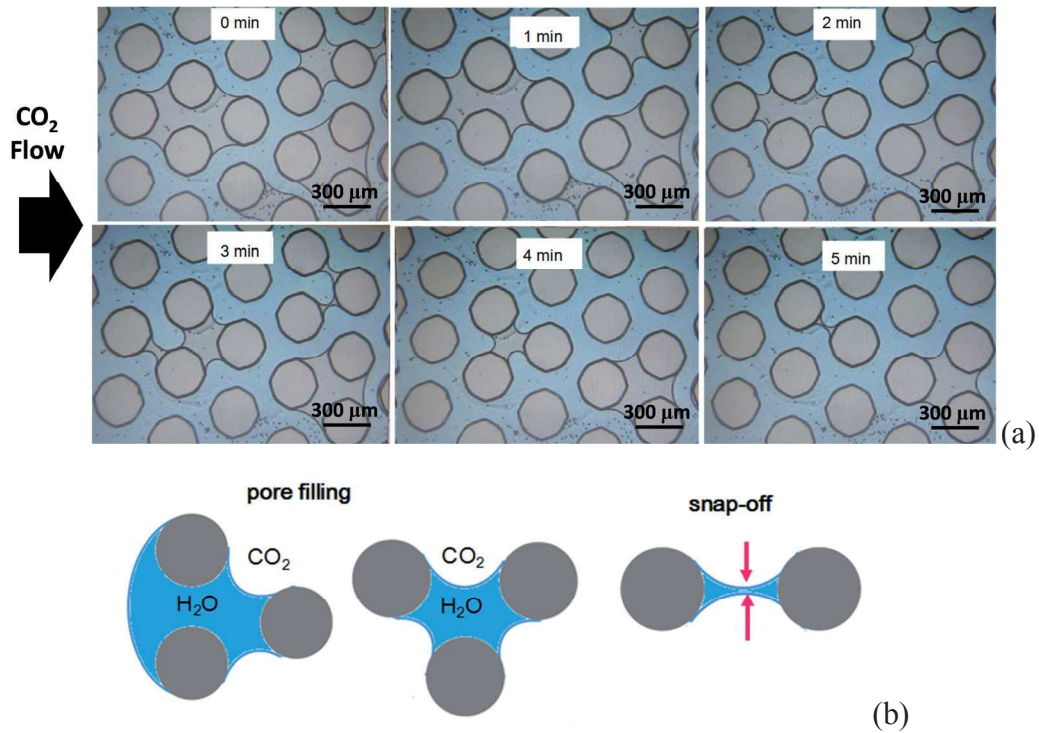 0 min
1 min
2 min
CO2
Flow
300 μm
300 μm
300 μm
3 min
4 min
5 min
300 μm
300 μm
300 μm
(a)
pore filling
snap-off
CO2
H2O
CO2
H2O
(b)